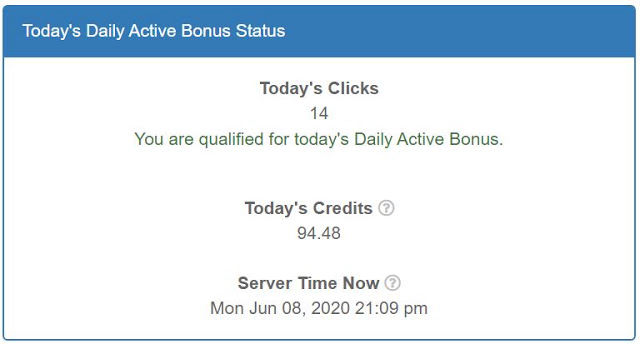 Today's Daily Active Bonus Status
Today's Clicks
14
You are qualified for today's Daily Active Bonus.
Today's Credits
94.48
Server Time Now
Mon Jun 08, 2020 21:09 pm